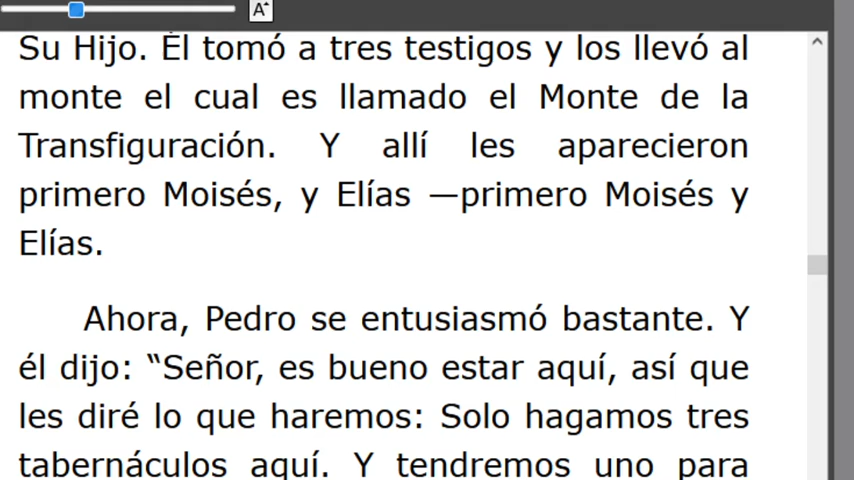 A
Su Hijo. Él tomó a tres testigos y los llevó al
monte el cual es llamado el Monte de la
Transfiguración. Y allí les aparecieron
primero Moisés, y Elías —primero Moisés y
Elías.
Ahora, Pedro se entusiasmó bastante. Y
él dijo: “Señor, es bueno estar aquí, así que
les diré lo que haremos: Solo hagamos tres
tabernáculos aquí. Y tendremos uno para